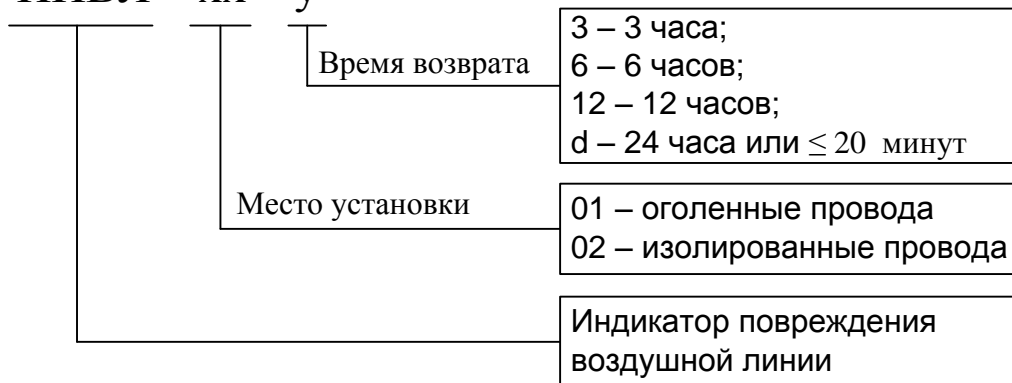 у
Время возврата
3 – 3 часа;
6 – 6 часов;
12 – 12 часов;
d – 24 часа или ≤ 20 минут
Место установки
01 – оголенные провода
02 – изолированные провода
Индикатор повреждения
воздушной линии